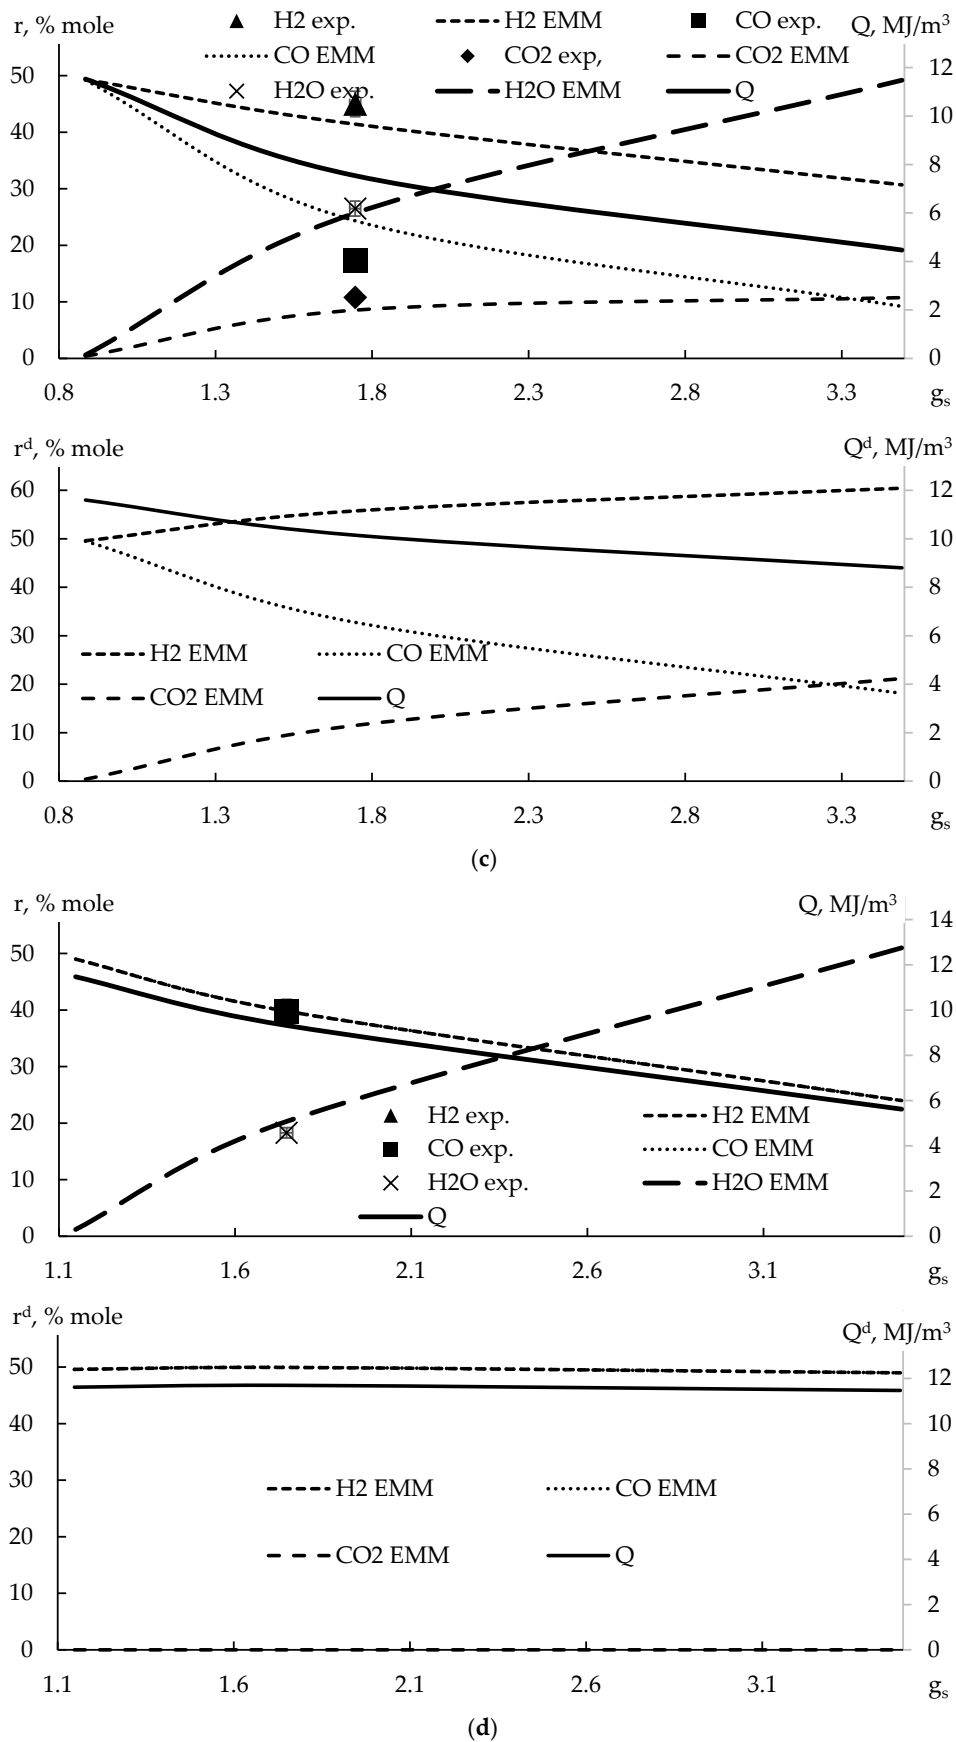 r, % mole
H2 exp.
H2 EMM
CO exp.
Q, MJ/m³
CO EMM
CO2 exp,
CO2 EMM
H2O exp.
H2O EMM
Q
50
40
30
20
10
0
12
10
8
6
4
2
0
0.8 1.3 1.8 2.3 2.8 3.3 gₛ
rᵈ, % mole
Qᵈ, MJ/m³
60
50
40
30
20
10
0
12
10
8
6
4
2
0
H2 EMM
CO EMM
CO2 EMM
Q
0.8 1.3 1.8 2.3 2.8 3.3 gₛ
(c)
r, % mole
Q, MJ/m³
50
40
30
20
10
0
14
12
10
8
6
4
2
0
H2 exp.
H2 EMM
CO exp.
CO EMM
H2O exp.
H2O EMM
Q
1.1 1.6 2.1 2.6 3.1 gₛ
rᵈ, % mole
Qᵈ, MJ/m³
50
40
30
20
10
0
12
10
8
6
4
2
0
H2 EMM
CO EMM
CO2 EMM
Q
1.1 1.6 2.1 2.6 3.1 gₛ
(d)